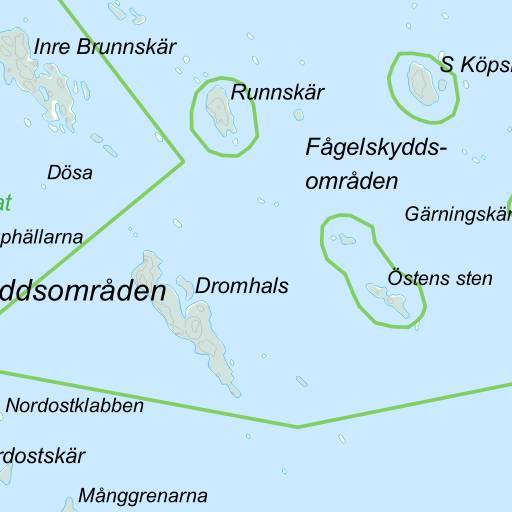 Inre Brunnskär
S Köps
Runnskär
Fågelskydds-
områden
Dösa
at
Gärningskär
phällarna
Östens sten
Dromhals
ddsområden
Nordostklabben
rdostskär
Månggrenarna